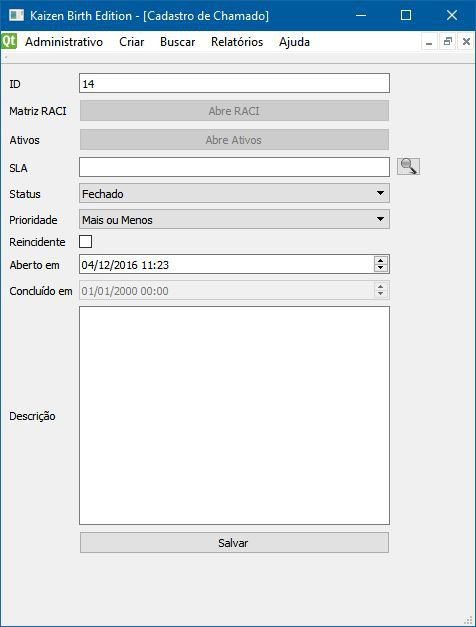 Kaizen Birth Edition - [Cadastro de Chamado]
Qt Administrativo Criar Buscar Relatórios Ajuda
ID 14
Matriz RACI Abre RACI
Ativos Abre Ativos
SLA
Status Fechado
Prioridade Mais ou Menos
Reincidente
Aberto em 04/12/2016 11:23
Concluído em 01/01/2000 00:00
Descrição
Salvar